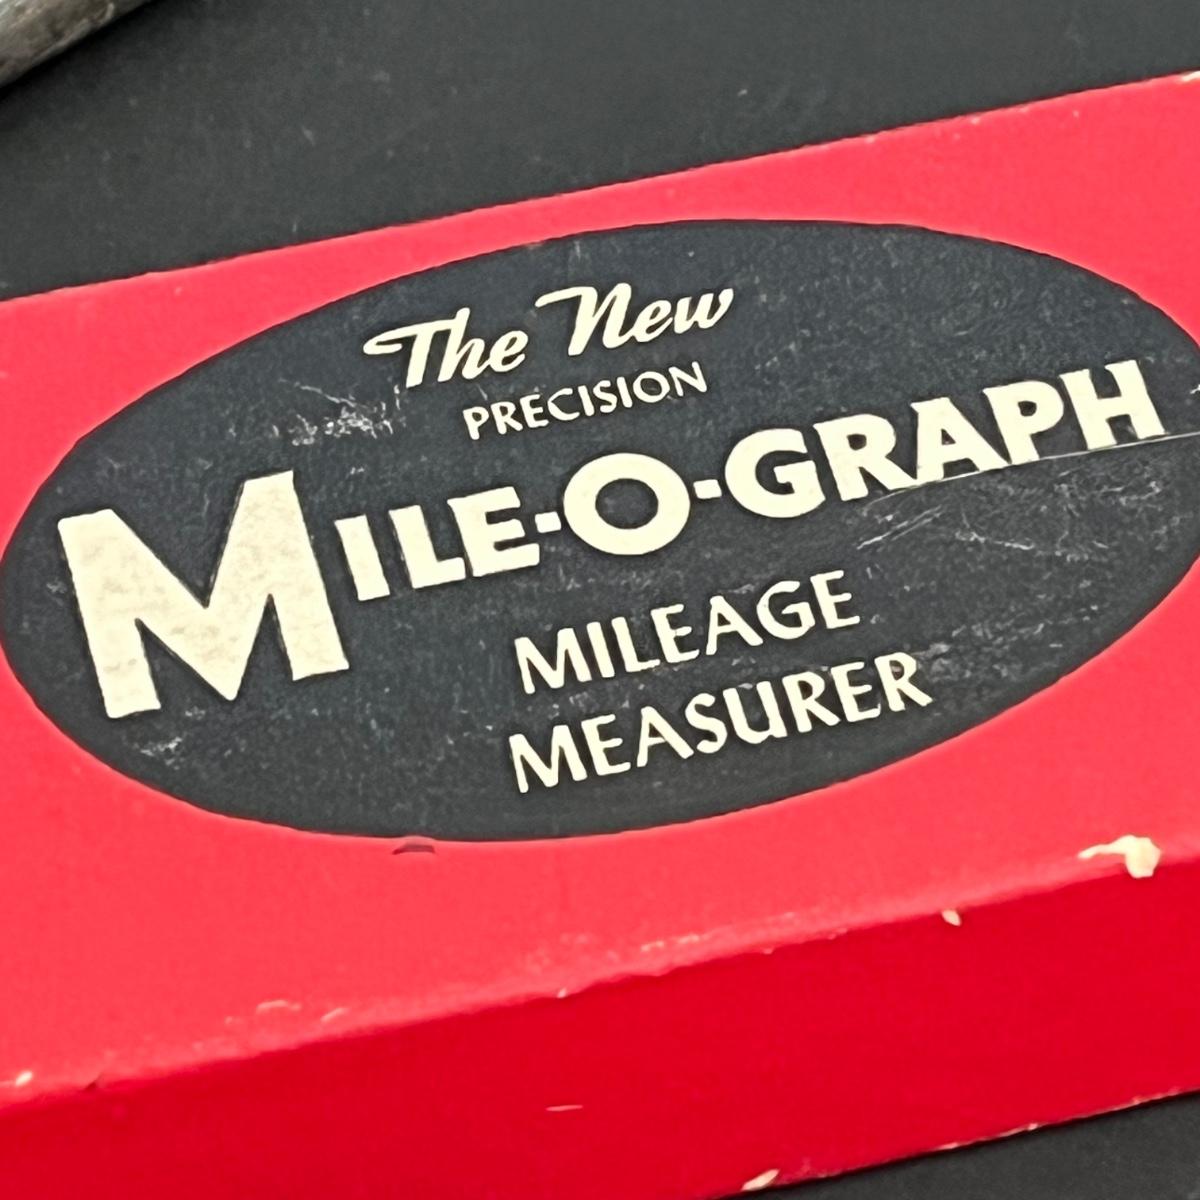 The New
PRECISION
MILE-O-GRAPH
MILEAGE
MEASURER